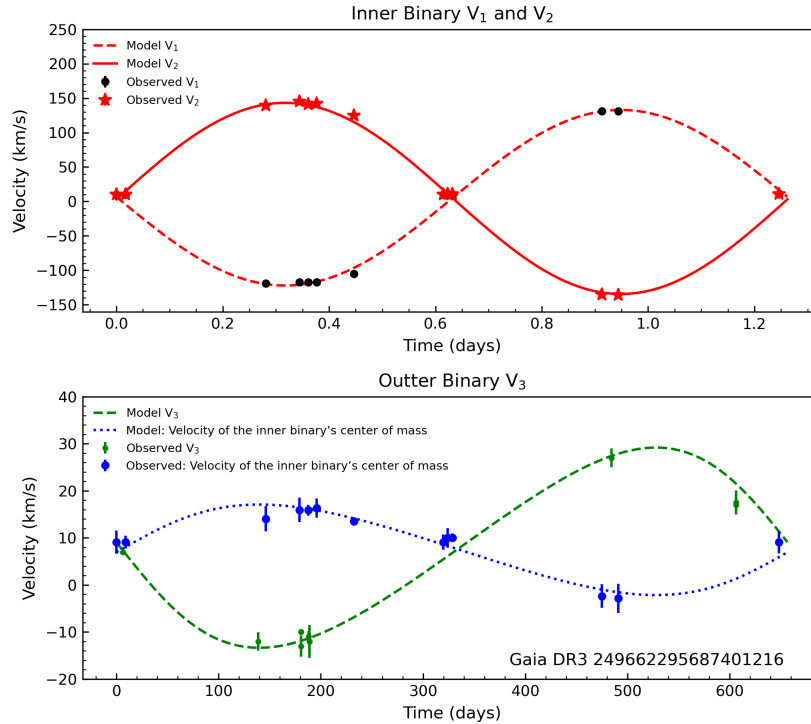 Inner Binary V₁ and V₂
250
200
150
100
50
0
−50
−100
−150
Velocity (km/s)
Model V₁
Model V₂
Observed V₁
Observed V₂
0.0 0.2 0.4 0.6 0.8 1.0 1.2
Time (days)
Outter Binary V₃
40
30
20
10
0
−10
−20
Velocity (km/s)
Model V₃
Model: Velocity of the inner binary’s center of mass
Observed V₃
Observed: Velocity of the inner binary’s center of mass
Gaia DR3 249662295687401216
0 100 200 300 400 500 600
Time (days)